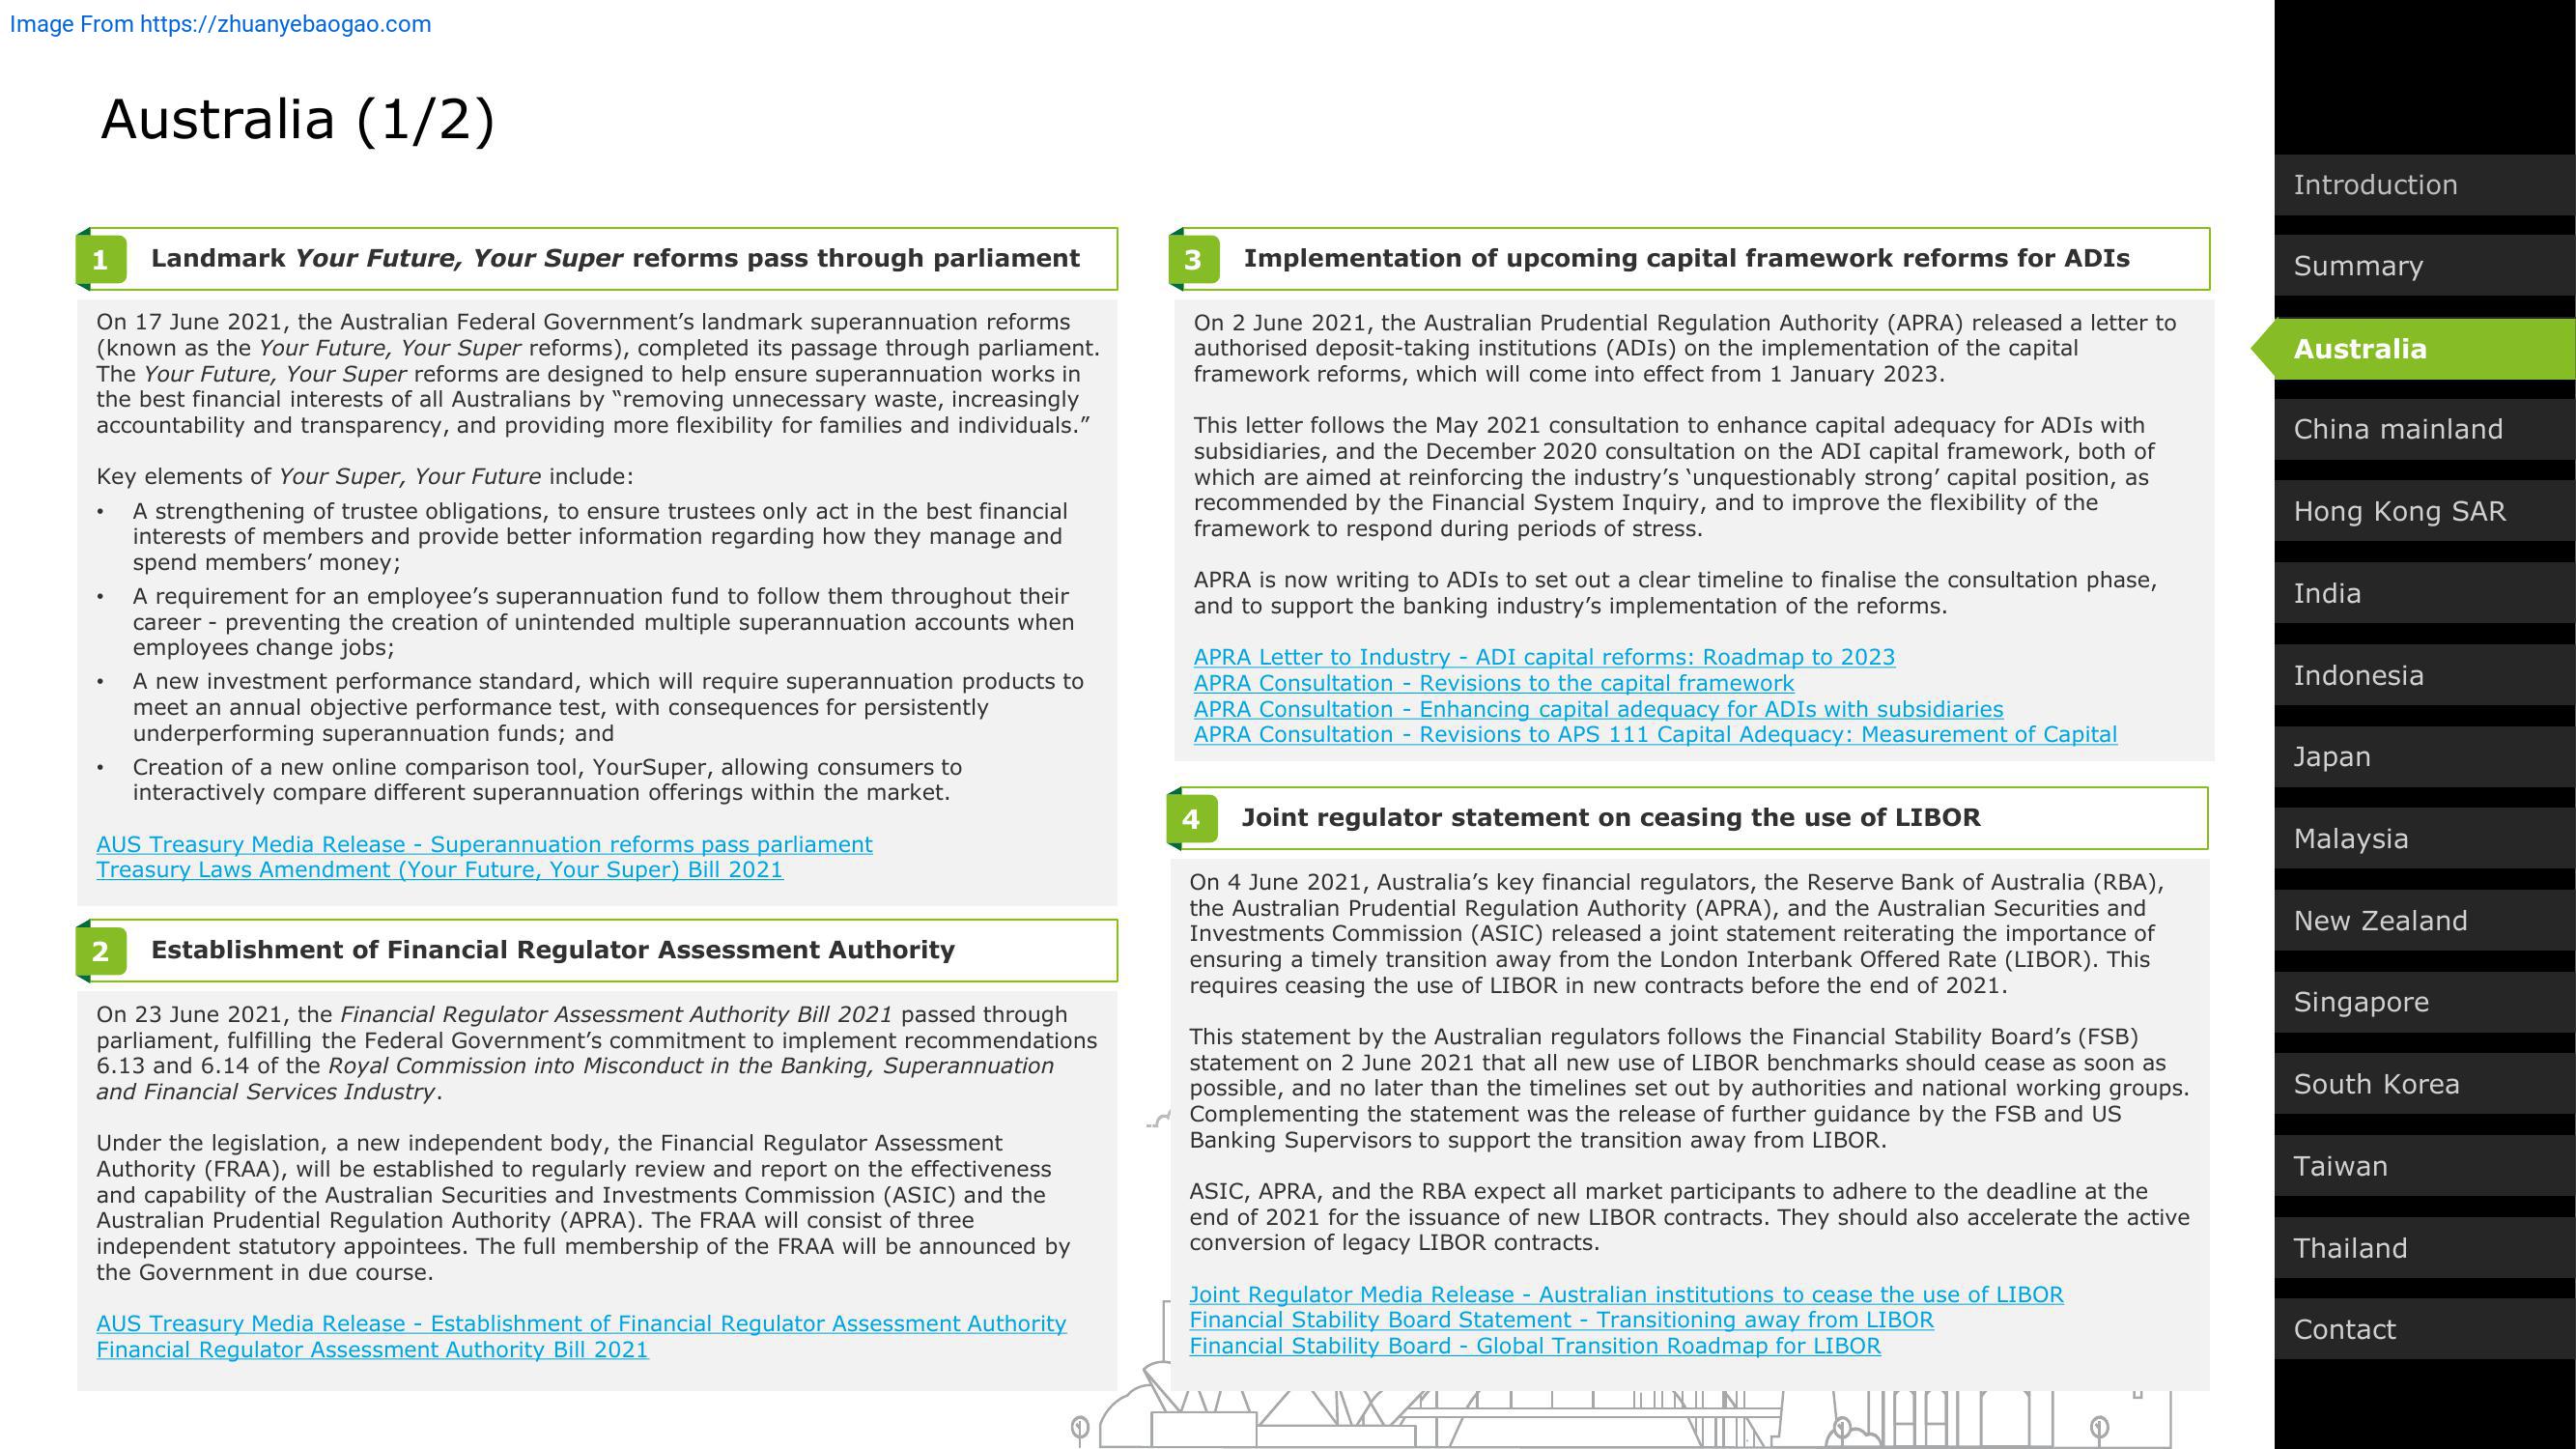 Image From https://zhuanyebaogao.com
Australia (1/2)
1
Landmark Your Future, Your Super reforms pass through parliament
On 17 June 2021, the Australian Federal Government’s landmark superannuation reforms
(known as the Your Future, Your Super reforms), completed its passage through parliament.
The Your Future, Your Super reforms are designed to help ensure superannuation works in
the best financial interests of all Australians by “removing unnecessary waste, increasingly
accountability and transparency, and providing more flexibility for families and individuals.”
Key elements of Your Super, Your Future include:
• A strengthening of trustee obligations, to ensure trustees only act in the best financial
interests of members and provide better information regarding how they manage and
spend members’ money;
• A requirement for an employee’s superannuation fund to follow them throughout their
career - preventing the creation of unintended multiple superannuation accounts when
employees change jobs;
• A new investment performance standard, which will require superannuation products to
meet an annual objective performance test, with consequences for persistently
underperforming superannuation funds; and
• Creation of a new online comparison tool, YourSuper, allowing consumers to
interactively compare different superannuation offerings within the market.
AUS Treasury Media Release - Superannuation reforms pass parliament
Treasury Laws Amendment (Your Future, Your Super) Bill 2021
2
Establishment of Financial Regulator Assessment Authority
On 23 June 2021, the Financial Regulator Assessment Authority Bill 2021 passed through
parliament, fulfilling the Federal Government’s commitment to implement recommendations
6.13 and 6.14 of the Royal Commission into Misconduct in the Banking, Superannuation
and Financial Services Industry.
Under the legislation, a new independent body, the Financial Regulator Assessment
Authority (FRAA), will be established to regularly review and report on the effectiveness
and capability of the Australian Securities and Investments Commission (ASIC) and the
Australian Prudential Regulation Authority (APRA). The FRAA will consist of three
independent statutory appointees. The full membership of the FRAA will be announced by
the Government in due course.
AUS Treasury Media Release - Establishment of Financial Regulator Assessment Authority
Financial Regulator Assessment Authority Bill 2021
3
Implementation of upcoming capital framework reforms for ADIs
On 2 June 2021, the Australian Prudential Regulation Authority (APRA) released a letter to
authorised deposit-taking institutions (ADIs) on the implementation of the capital
framework reforms, which will come into effect from 1 January 2023.
This letter follows the May 2021 consultation to enhance capital adequacy for ADIs with
subsidiaries, and the December 2020 consultation on the ADI capital framework, both of
which are aimed at reinforcing the industry’s ‘unquestionably strong’ capital position, as
recommended by the Financial System Inquiry, and to improve the flexibility of the
framework to respond during periods of stress.
APRA is now writing to ADIs to set out a clear timeline to finalise the consultation phase,
and to support the banking industry’s implementation of the reforms.
APRA Letter to Industry - ADI capital reforms: Roadmap to 2023
APRA Consultation - Revisions to the capital framework
APRA Consultation - Enhancing capital adequacy for ADIs with subsidiaries
APRA Consultation - Revisions to APS 111 Capital Adequacy: Measurement of Capital
4
Joint regulator statement on ceasing the use of LIBOR
On 4 June 2021, Australia’s key financial regulators, the Reserve Bank of Australia (RBA),
the Australian Prudential Regulation Authority (APRA), and the Australian Securities and
Investments Commission (ASIC) released a joint statement reiterating the importance of
ensuring a timely transition away from the London Interbank Offered Rate (LIBOR). This
requires ceasing the use of LIBOR in new contracts before the end of 2021.
This statement by the Australian regulators follows the Financial Stability Board’s (FSB)
statement on 2 June 2021 that all new use of LIBOR benchmarks should cease as soon as
possible, and no later than the timelines set out by authorities and national working groups.
Complementing the statement was the release of further guidance by the FSB and US
Banking Supervisors to support the transition away from LIBOR.
ASIC, APRA, and the RBA expect all market participants to adhere to the deadline at the
end of 2021 for the issuance of new LIBOR contracts. They should also accelerate the active
conversion of legacy LIBOR contracts.
Joint Regulator Media Release - Australian institutions to cease the use of LIBOR
Financial Stability Board Statement - Transitioning away from LIBOR
Financial Stability Board - Global Transition Roadmap for LIBOR
Introduction
Summary
Australia
China mainland
Hong Kong SAR
India
Indonesia
Japan
Malaysia
New Zealand
Singapore
South Korea
Taiwan
Thailand
Contact